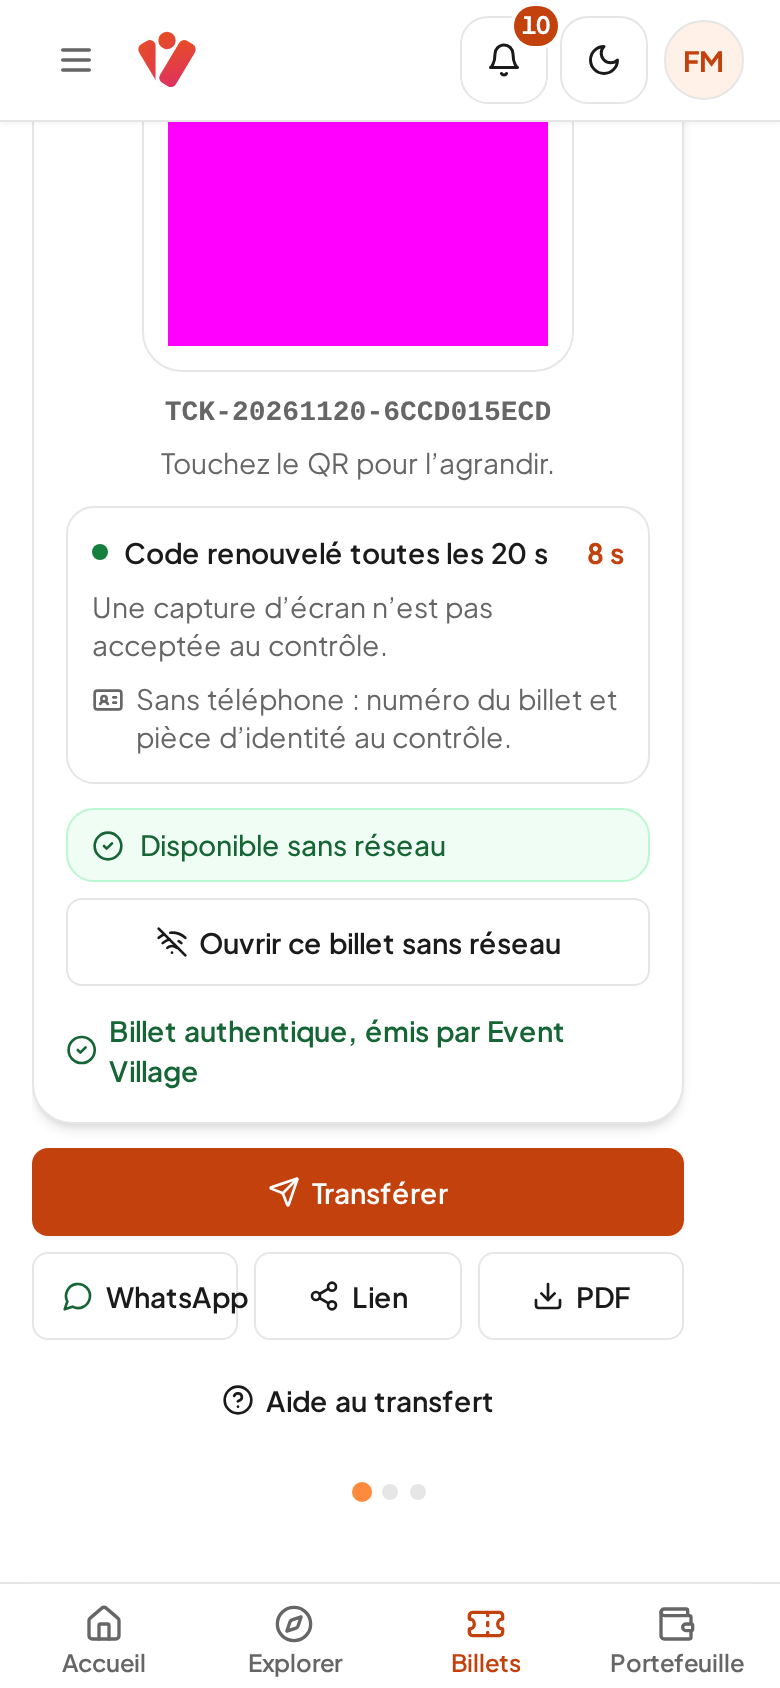 10
FM
TCK-20261120-6CCD015ECD
Touchez le QR pour l’agrandir.
Code renouvelé toutes les 20 s 8 s
Une capture d’écran n’est pas
acceptée au contrôle.
Sans téléphone : numéro du billet et
pièce d’identité au contrôle.
Disponible sans réseau
Ouvrir ce billet sans réseau
Billet authentique, émis par Event
Village
Transférer
WhatsApp Lien PDF
Aide au transfert
Accueil Explorer Billets Portefeuille